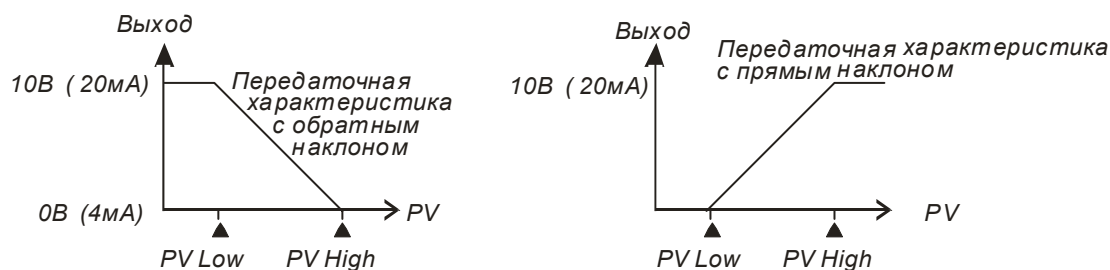 Выход
10В ( 20мА)
Передаточная
характеристика
с обратным
наклоном
0В (4мА)
PV
PV Low
PV High
Выход
Передаточная характеристика
с прямым наклоном
10В ( 20мА)
PV
PV Low
PV High